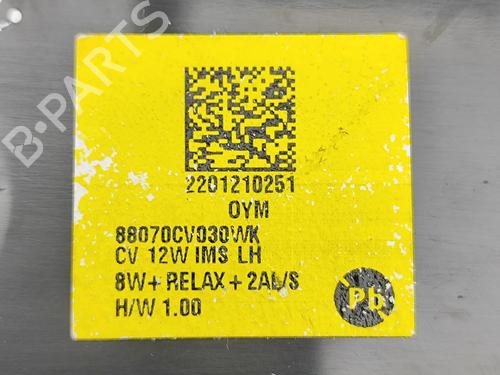 B-PARTS
2201210251
OYM
88070CV030WK
CV 12W IMS LH
8W+ RELAX + 2AL/S
H/W 1.00
Pb